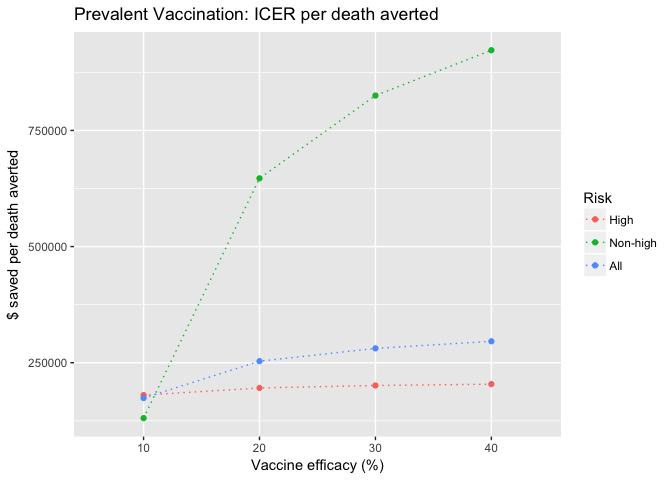 Prevalent Vaccination: ICER per death averted
$ saved per death averted
750000
500000
250000
10 20 30 40
Vaccine efficacy (%)
Risk
High
Non-high
All